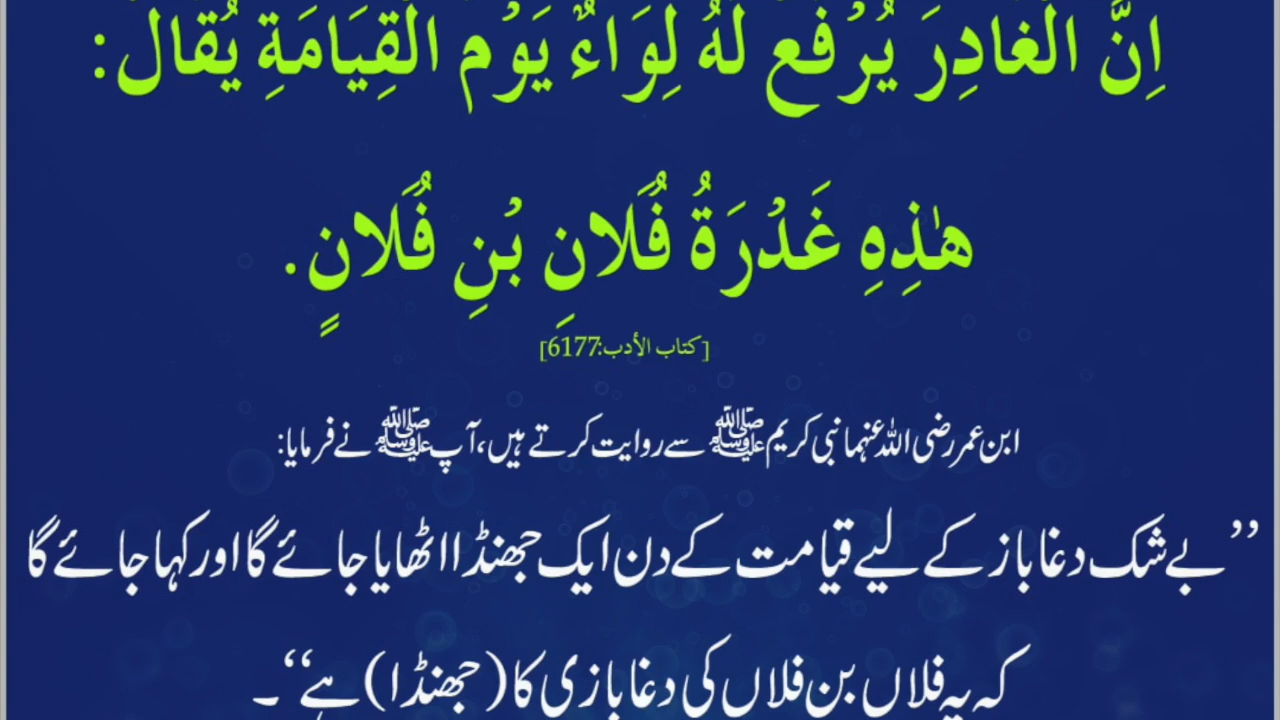 اِنَّ الْغَادِرَ يُرْفَعُ لَهُ لِوَاءٌ يَوْمَ الْقِيَامَةِ يُقَالُ:
هٰذِهِ غَدْرَةُ فُلَانِ بْنِ فُلَانٍ.
[كتاب الأدب:6177]
ابن عمر رضی اللہ عنہما نبی کریم ﷺ سے روایت کرتے ہیں، آپ ﷺ نے فرمایا:
’’بے شک دغا باز کے لیے قیامت کے دن ایک جھنڈا اٹھایا جائے گا اور کہا جائے گا
کہ یہ فلاں بن فلاں کی دغا بازی کا (جھنڈا) ہے‘‘۔